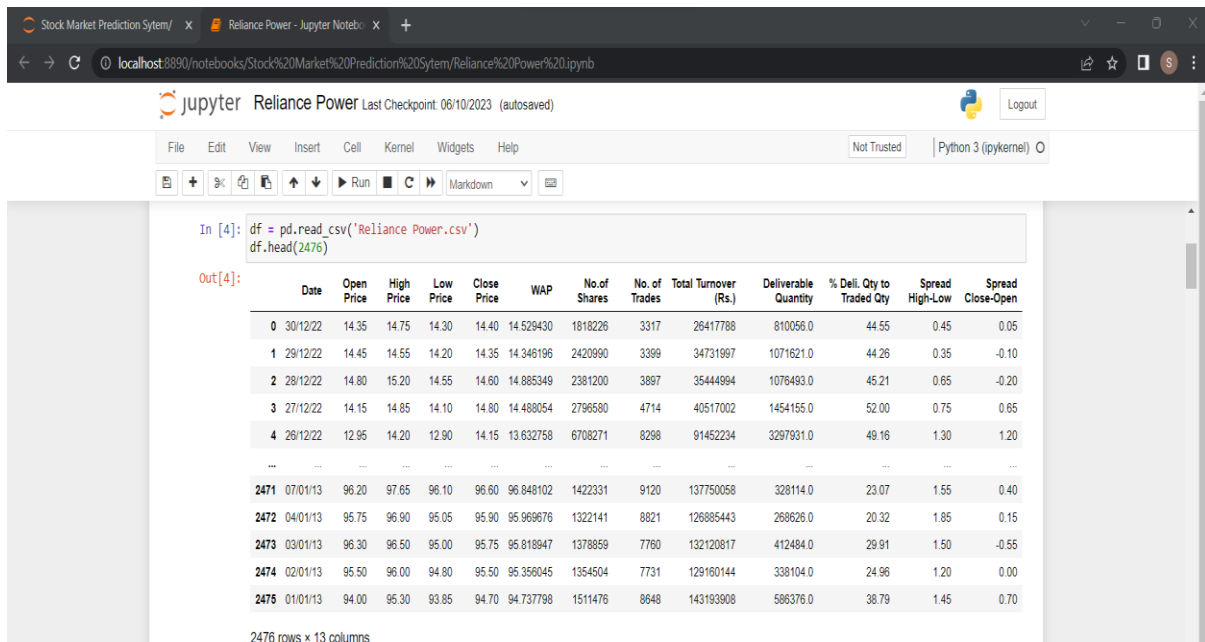 Stock Market Prediction Sytem/ X Reliance Power - Jupyter Notebo X +
localhost:8890/notebooks/Stock%20Market%20Prediction%20Sytem/Reliance%20Power%20.ipynb S
jupyter Reliance Power Last Checkpoint: 06/10/2023 (autosaved) Logout
File Edit View Insert Cell Kernel Widgets Help Not Trusted Python 3 (ipykernel)
Run Markdown
In [4]: df = pd.read_csv('Reliance Power.csv')
df.head(2476)
Out[4]:
Date Open Price High Price Low Price Close Price WAP No.of Shares No. of Trades Total Turnover (Rs.) Deliverable Quantity % Deli. Qty to Traded Qty Spread High-Low Spread Close-Open
0 30/12/22 14.35 14.75 14.30 14.40 14.529430 1818226 3317 26417788 810056.0 44.55 0.45 0.05
1 29/12/22 14.45 14.55 14.20 14.35 14.346196 2420990 3399 34731997 1071621.0 44.26 0.35 -0.10
2 28/12/22 14.80 15.20 14.55 14.60 14.885349 2381200 3897 35444994 1076493.0 45.21 0.65 -0.20
3 27/12/22 14.15 14.85 14.10 14.80 14.488054 2796580 4714 40517002 1454155.0 52.00 0.75 0.65
4 26/12/22 12.95 14.20 12.90 14.15 13.632758 6708271 8298 91452234 3297931.0 49.16 1.30 1.20
... ... ... ... ... ... ... ... ... ... ... ... ... ...
2471 07/01/13 96.20 97.65 96.10 96.60 96.848102 1422331 9120 137750058 328114.0 23.07 1.55 0.40
2472 04/01/13 95.75 96.90 95.05 95.90 95.969676 1322141 8821 126885443 268626.0 20.32 1.85 0.15
2473 03/01/13 96.30 96.50 95.00 95.75 95.818947 1378859 7760 132120817 412484.0 29.91 1.50 -0.55
2474 02/01/13 95.50 96.00 94.80 95.50 95.356045 1354504 7731 129160144 338104.0 24.96 1.20 0.00
2475 01/01/13 94.00 95.30 93.85 94.70 94.737798 1511476 8648 143193908 586376.0 38.79 1.45 0.70
2476 rows × 13 columns